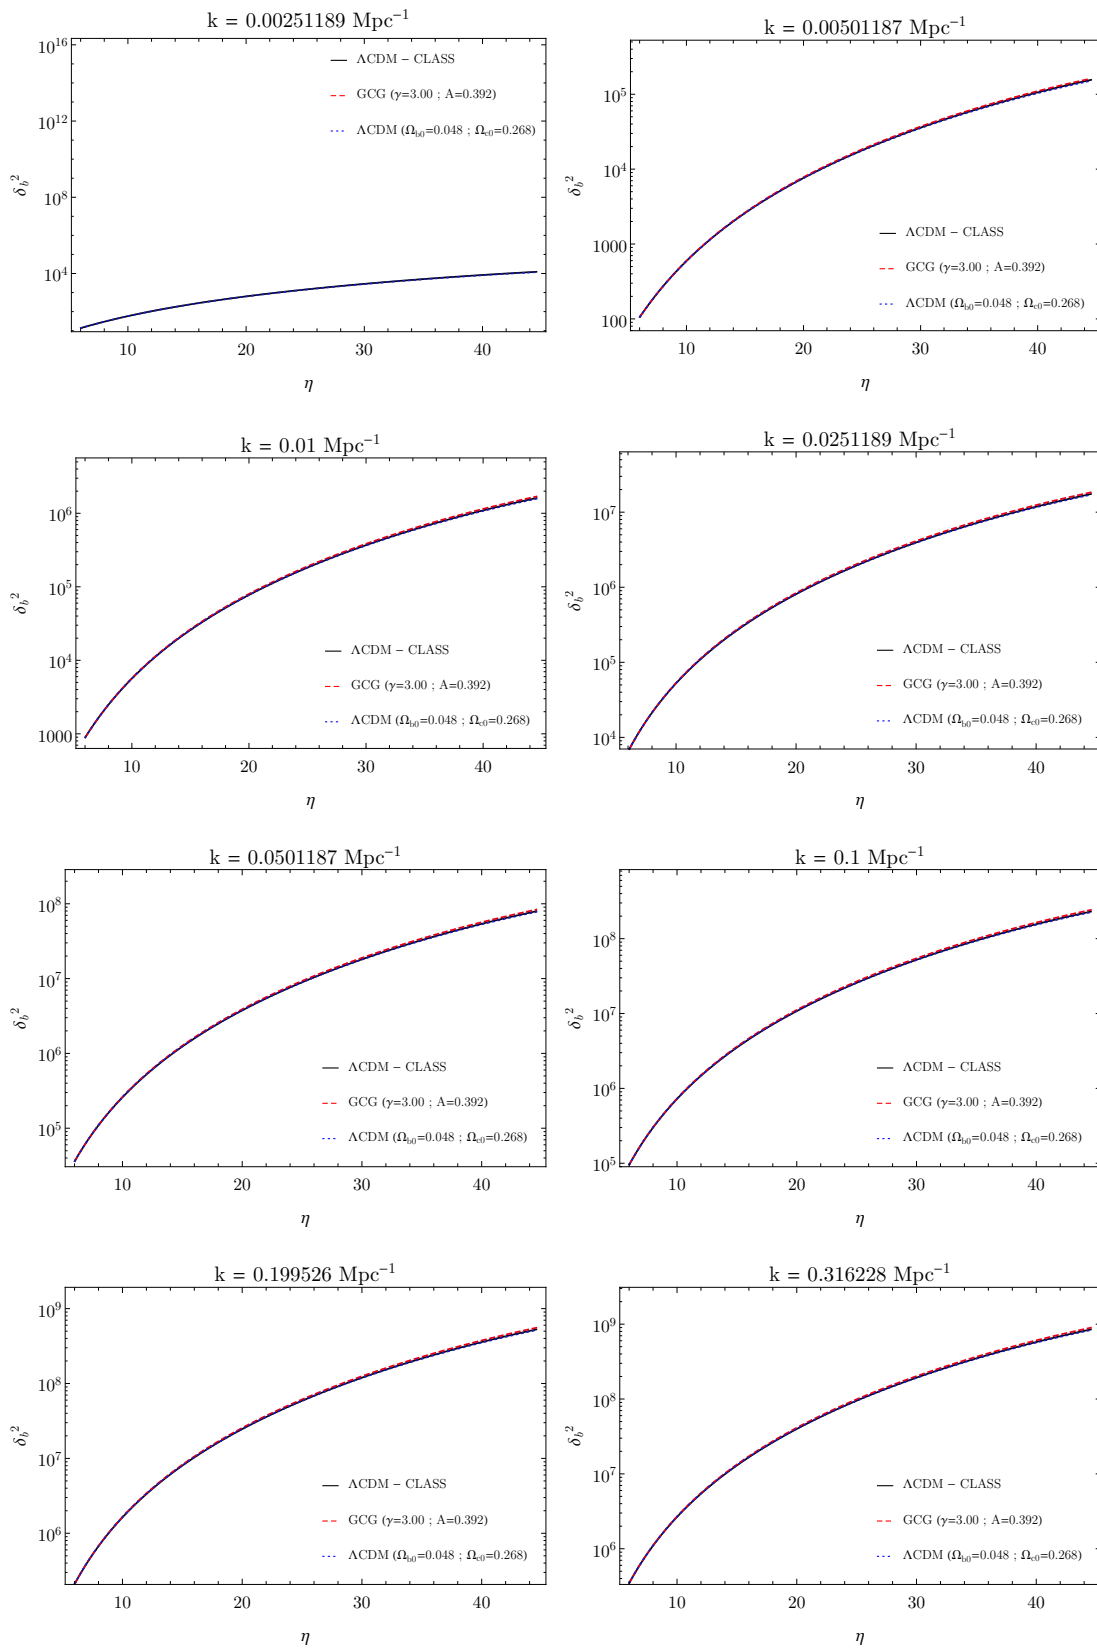 k = 0.00251189 Mpc⁻¹
10¹⁶
10¹²
10⁸
10⁴
δ_b²
ΛCDM – CLASS
GCG (γ=3.00 ; A=0.392)
ΛCDM (Ω_b0=0.048 ; Ω_c0=0.268)
10 20 30 40
η
k = 0.00501187 Mpc⁻¹
10⁵
10⁴
1000
100
δ_b²
ΛCDM – CLASS
GCG (γ=3.00 ; A=0.392)
ΛCDM (Ω_b0=0.048 ; Ω_c0=0.268)
10 20 30 40
η
k = 0.01 Mpc⁻¹
10⁶
10⁵
10⁴
1000
δ_b²
ΛCDM – CLASS
GCG (γ=3.00 ; A=0.392)
ΛCDM (Ω_b0=0.048 ; Ω_c0=0.268)
10 20 30 40
η
k = 0.0251189 Mpc⁻¹
10⁷
10⁶
10⁵
10⁴
δ_b²
ΛCDM – CLASS
GCG (γ=3.00 ; A=0.392)
ΛCDM (Ω_b0=0.048 ; Ω_c0=0.268)
10 20 30 40
η
k = 0.0501187 Mpc⁻¹
10⁸
10⁷
10⁶
10⁵
δ_b²
ΛCDM – CLASS
GCG (γ=3.00 ; A=0.392)
ΛCDM (Ω_b0=0.048 ; Ω_c0=0.268)
10 20 30 40
η
k = 0.1 Mpc⁻¹
10⁸
10⁷
10⁶
10⁵
δ_b²
ΛCDM – CLASS
GCG (γ=3.00 ; A=0.392)
ΛCDM (Ω_b0=0.048 ; Ω_c0=0.268)
10 20 30 40
η
k = 0.199526 Mpc⁻¹
10⁹
10⁸
10⁷
10⁶
δ_b²
ΛCDM – CLASS
GCG (γ=3.00 ; A=0.392)
ΛCDM (Ω_b0=0.048 ; Ω_c0=0.268)
10 20 30 40
η
k = 0.316228 Mpc⁻¹
10⁹
10⁸
10⁷
10⁶
δ_b²
ΛCDM – CLASS
GCG (γ=3.00 ; A=0.392)
ΛCDM (Ω_b0=0.048 ; Ω_c0=0.268)
10 20 30 40
η